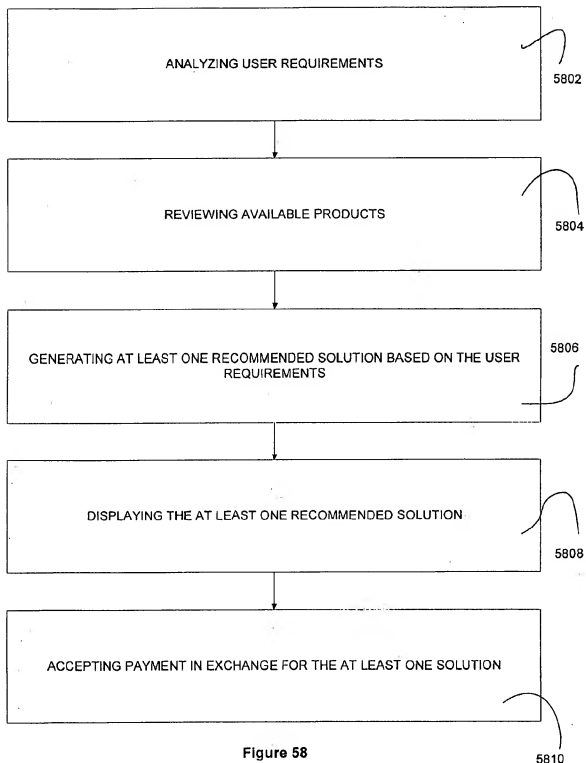 ANALYZING USER REQUIREMENTS
5802
REVIEWING AVAILABLE PRODUCTS
5804
GENERATING AT LEAST ONE RECOMMENDED SOLUTION BASED ON THE USER
REQUIREMENTS
5806
DISPLAYING THE AT LEAST ONE RECOMMENDED SOLUTION
5808
ACCEPTING PAYMENT IN EXCHANGE FOR THE AT LEAST ONE SOLUTION
5810
Figure 58